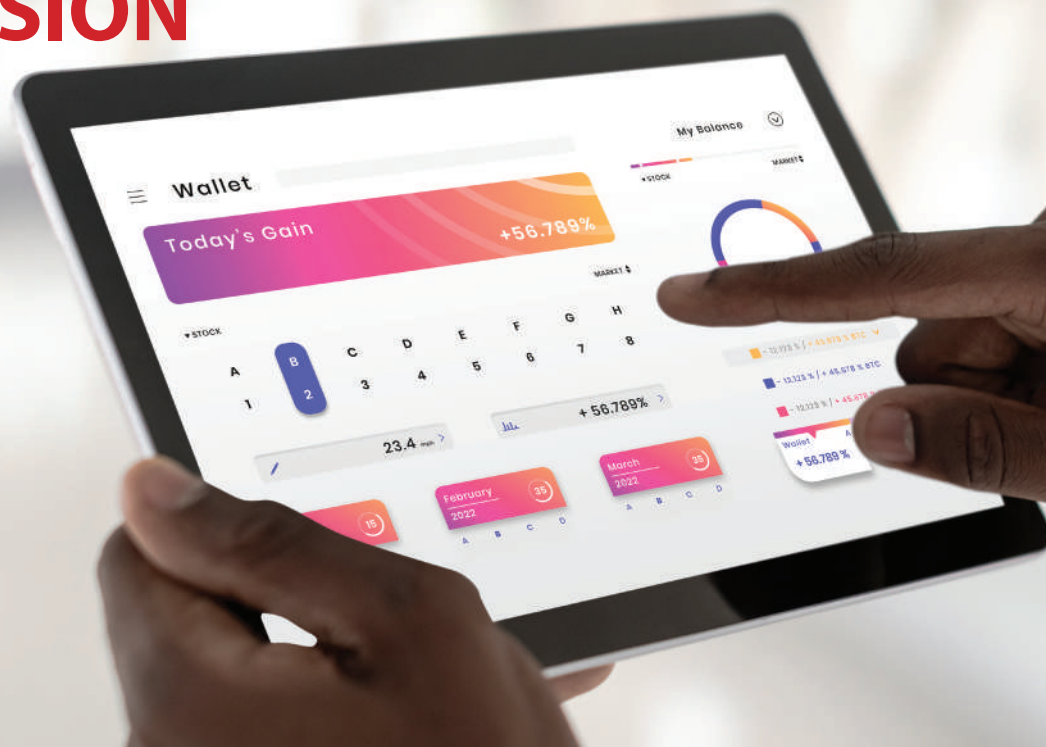 SION
My Balance
Wallet
▾STOCK
MARKET
Today's Gain
+56.789%
MARKET
▾STOCK
A B C D E F G H
1 2 3 4 5 6 7 8
23.4
+ 56.789%
Wallet A
+ 56.789 %
15
February
2022
35
A B C D
March
2022
35
A B C D